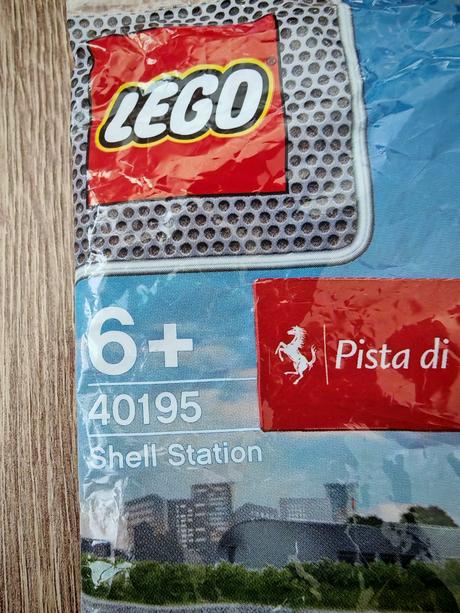 LEGO
6+
Pista di
40195
Shell Station